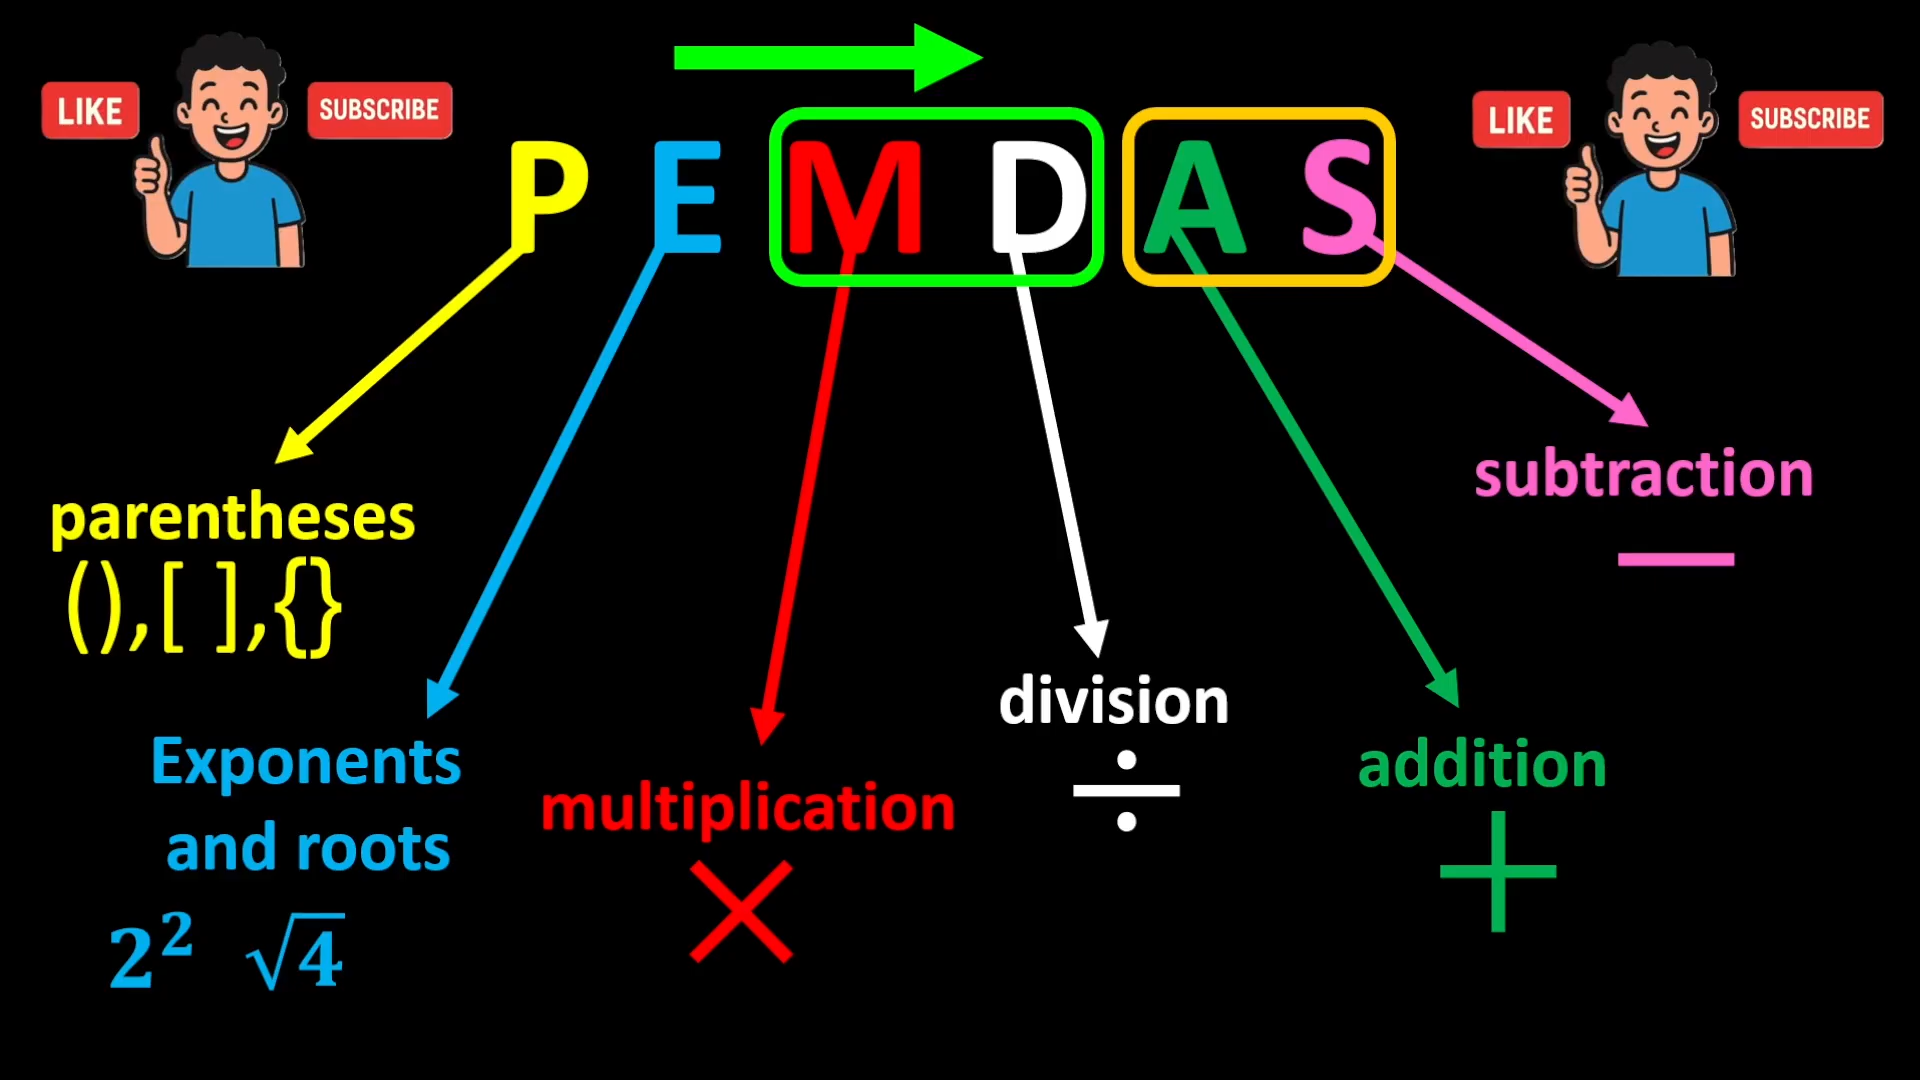 LIKE SUBSCRIBE
LIKE SUBSCRIBE
P E M D A S
subtraction
—
parentheses
(),[ ],{}
division
÷
Exponents
and roots
2² √4
multiplication
×
addition
+